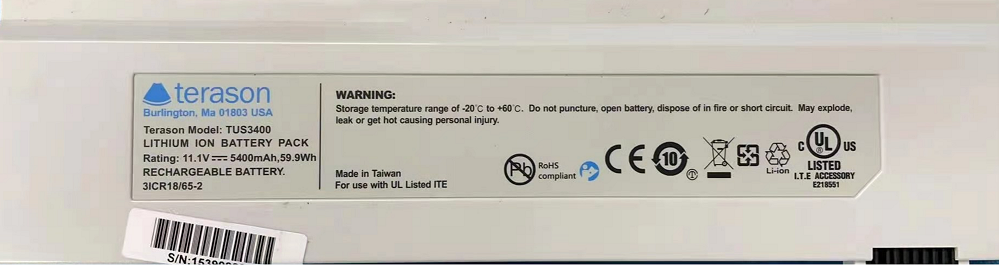 terason
Burlington, Ma 01803 USA
Terason Model: TUS3400
LITHIUM ION BATTERY PACK
Rating: 11.1V⎓ 5400mAh,59.9Wh
RECHARGEABLE BATTERY.
3ICR18/65-2
WARNING:
Storage temperature range of -20°C to +60°C. Do not puncture, open battery, dispose of in fire or short circuit. May explode,
leak or get hot causing personal injury.
Made in Taiwan
For use with UL Listed ITE
Pb
RoHS
compliant
CE
10
Li-ion
C UL US
LISTED
I.T.E ACCESSORY
E218551